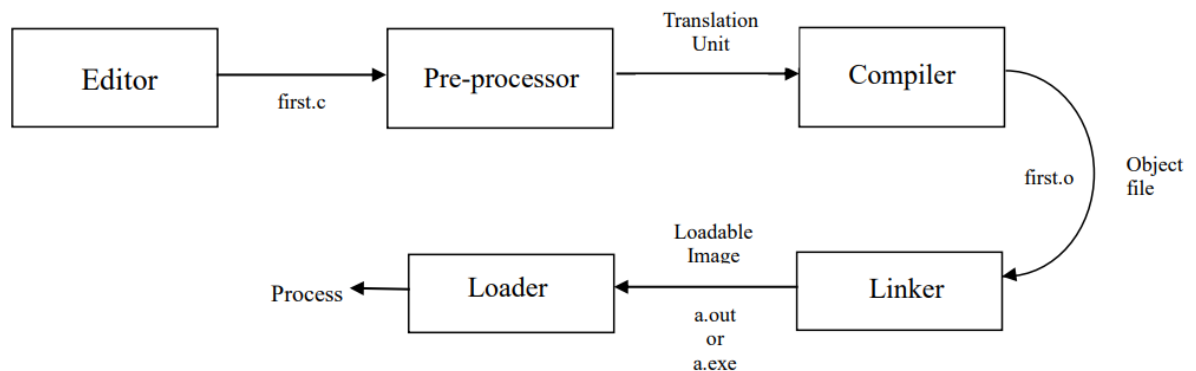 Editor
first.c
Pre-processor
Translation
Unit
Compiler
first.o
Object
file
Linker
Loadable
Image
a.out
or
a.exe
Loader
Process